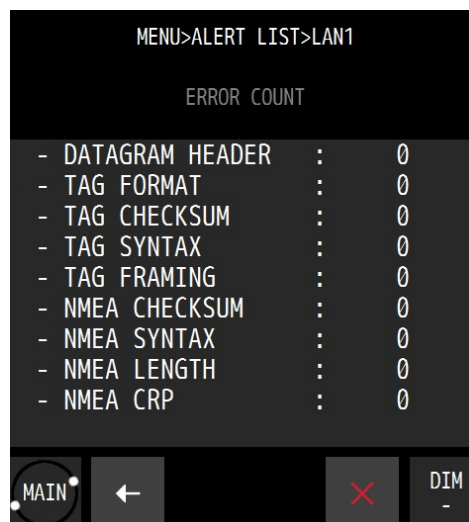 MENU>ALERT LIST>LAN1
ERROR COUNT
- DATAGRAM HEADER : 0
- TAG FORMAT : 0
- TAG CHECKSUM : 0
- TAG SYNTAX : 0
- TAG FRAMING : 0
- NMEA CHECKSUM : 0
- NMEA SYNTAX : 0
- NMEA LENGTH : 0
- NMEA CRP : 0
MAIN ← DIM
-